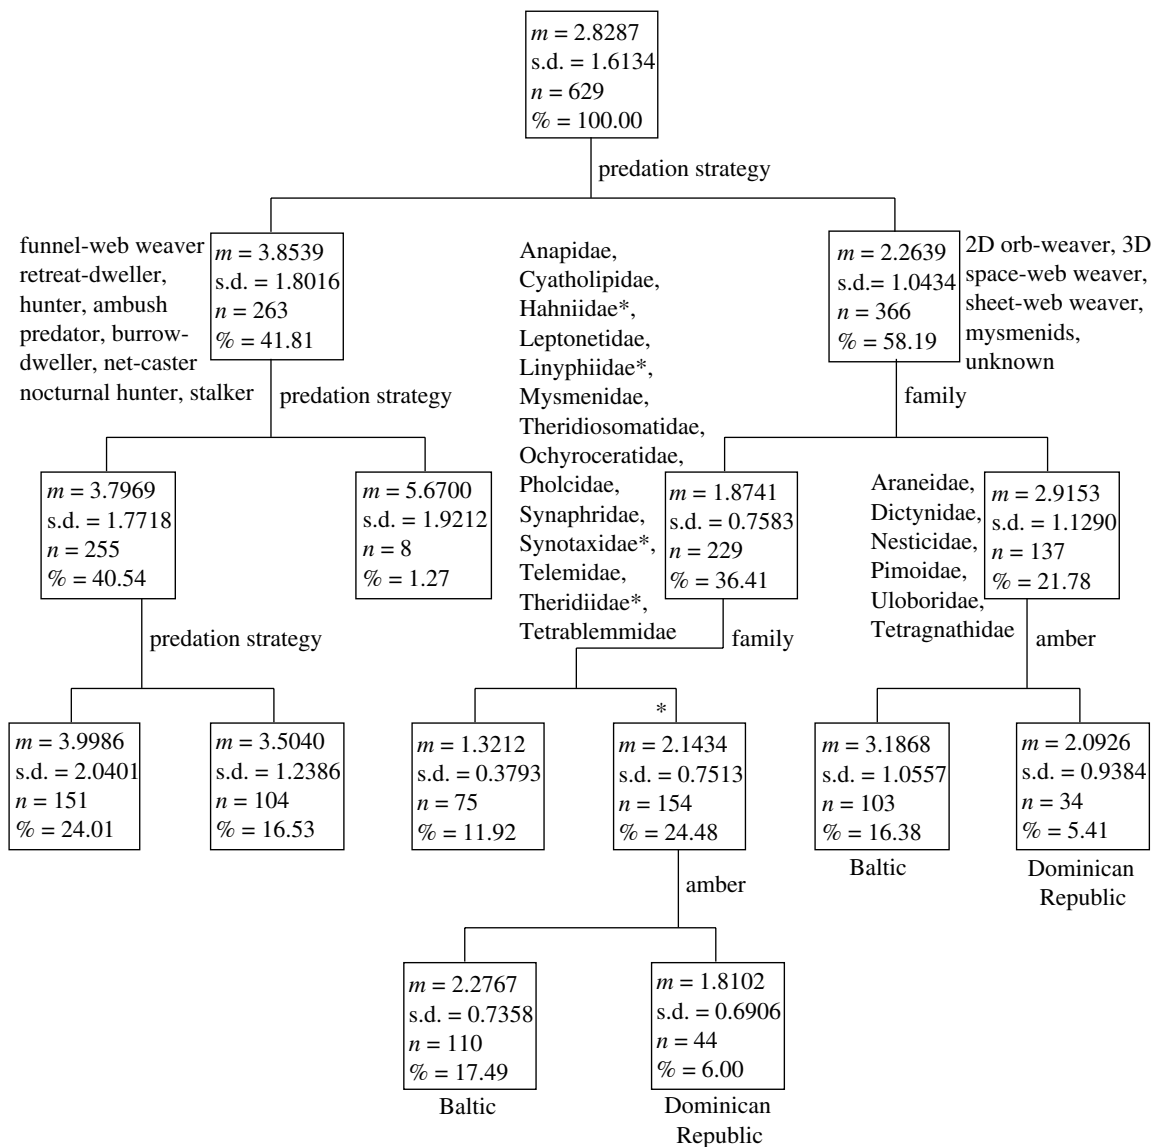 m = 2.8287
s.d. = 1.6134
n = 629
% = 100.00
predation strategy
funnel-web weaver
retreat-dweller,
hunter, ambush
predator, burrow-
dweller, net-caster
nocturnal hunter, stalker
m = 3.8539
s.d. = 1.8016
n = 263
% = 41.81
predation strategy
Anapidae,
Cyatholipidae,
Hahniidae*,
Leptonetidae,
Linyphiidae*,
Mysmenidae,
Theridiosomatidae,
Ochyroceratidae,
Pholcidae,
Synaphridae,
Synotaxidae*,
Telemidae,
Theridiidae*,
Tetrablemmidae
m = 2.2639
s.d.= 1.0434
n = 366
% = 58.19
2D orb-weaver, 3D
space-web weaver,
sheet-web weaver,
mysmenids,
unknown
family
m = 3.7969
s.d. = 1.7718
n = 255
% = 40.54
m = 5.6700
s.d. = 1.9212
n = 8
% = 1.27
m = 1.8741
s.d. = 0.7583
n = 229
% = 36.41
Araneidae,
Dictynidae,
Nesticidae,
Pimoidae,
Uloboridae,
Tetragnathidae
m = 2.9153
s.d. = 1.1290
n = 137
% = 21.78
predation strategy
family
amber
m = 3.9986
s.d. = 2.0401
n = 151
% = 24.01
m = 3.5040
s.d. = 1.2386
n = 104
% = 16.53
m = 1.3212
s.d. = 0.3793
n = 75
% = 11.92
*
m = 2.1434
s.d. = 0.7513
n = 154
% = 24.48
m = 3.1868
s.d. = 1.0557
n = 103
% = 16.38
Baltic
m = 2.0926
s.d. = 0.9384
n = 34
% = 5.41
Dominican
Republic
amber
m = 2.2767
s.d. = 0.7358
n = 110
% = 17.49
Baltic
m = 1.8102
s.d. = 0.6906
n = 44
% = 6.00
Dominican
Republic